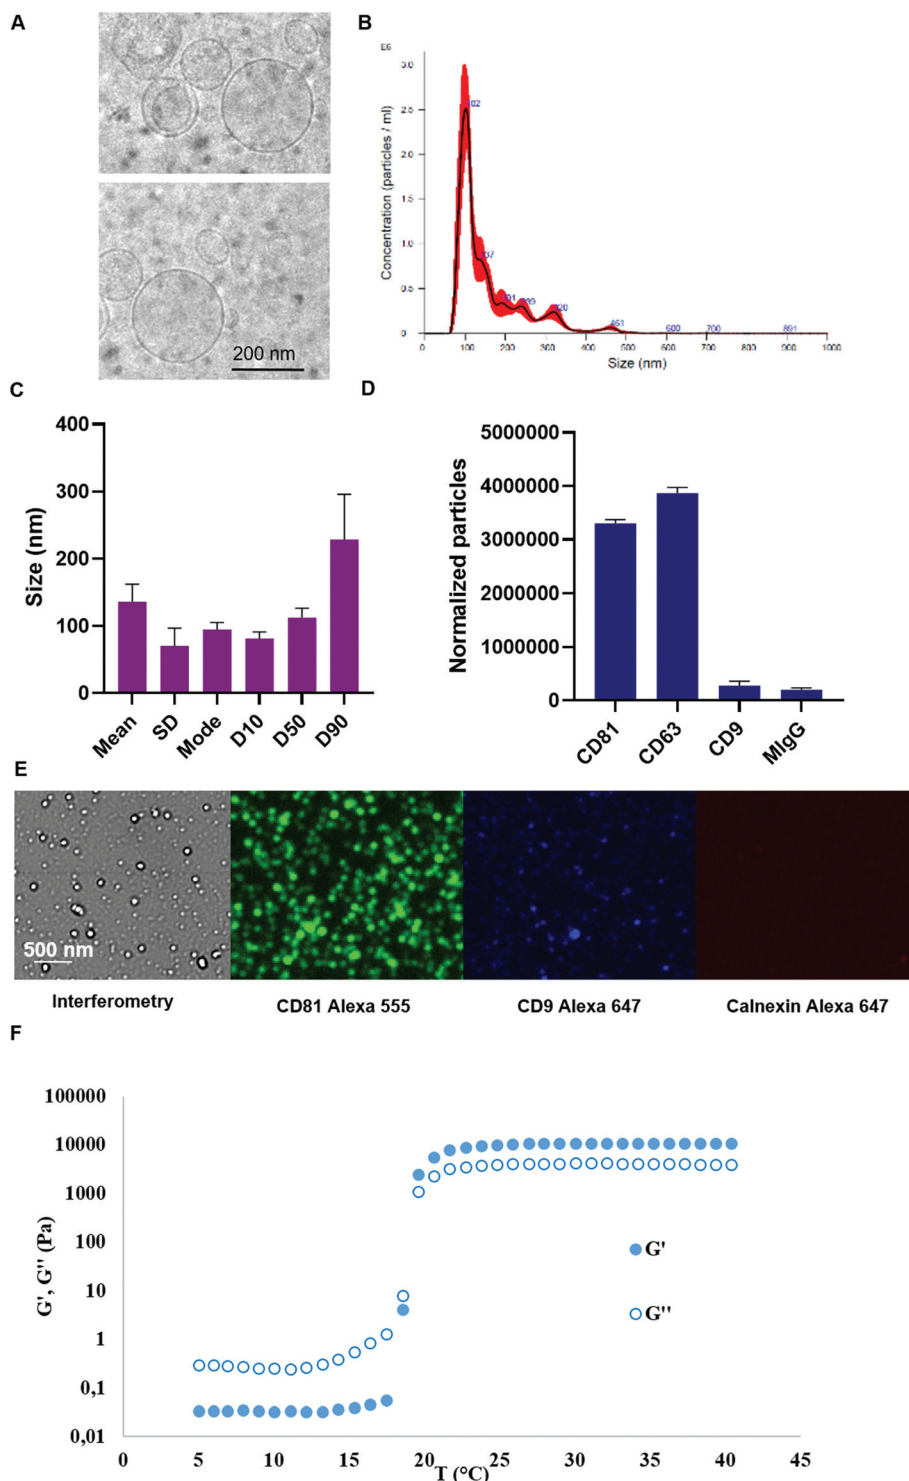 A
200 nm
B
E6
Concentration (particles / ml)
3.0
2.5
2.0
1.5
1.0
0.5
0
461
600
700
891
0 100 200 300 400 500 600 700 800 900 1000
Size (nm)
C
Size (nm)
400
300
200
100
0
Mean SD Mode D10 D50 D90
D
Normalized particles
5000000
4000000
3000000
2000000
1000000
0
CD81 CD63 CD9 MIgG
E
500 nm
Interferometry CD81 Alexa 555 CD9 Alexa 647 Calnexin Alexa 647
F
G', G'' (Pa)
100000
10000
1000
100
10
1
0,1
0,01
G'
G''
0 5 10 15 20 25 30 35 40 45
T (°C)